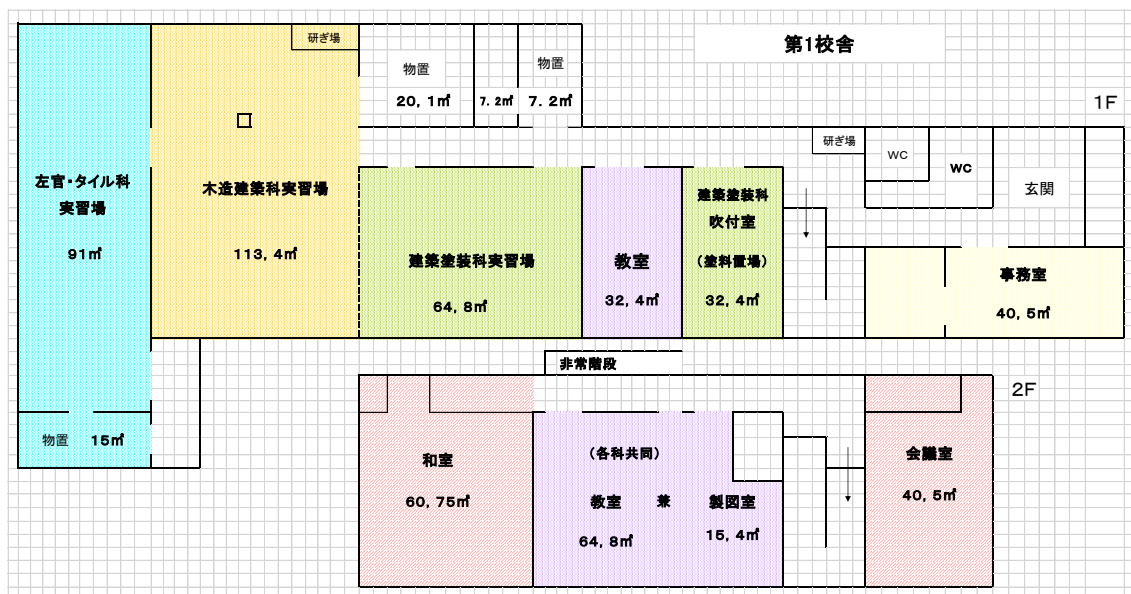 第1校舎
1F
研ぎ場
物置
20,1㎡
7.2㎡
物置
7.2㎡
研ぎ場
WC
WC
玄関
左官・タイル科
実習場
91㎡
木造建築科実習場
113,4㎡
建築塗装科実習場
64,8㎡
教室
32,4㎡
建築塗装科
吹付室
(塗料置場)
32,4㎡
事務室
40,5㎡
物置 15㎡
非常階段
2F
和室
60,75㎡
(各科共同)
教室 兼 製図室
64,8㎡
15,4㎡
会議室
40,5㎡